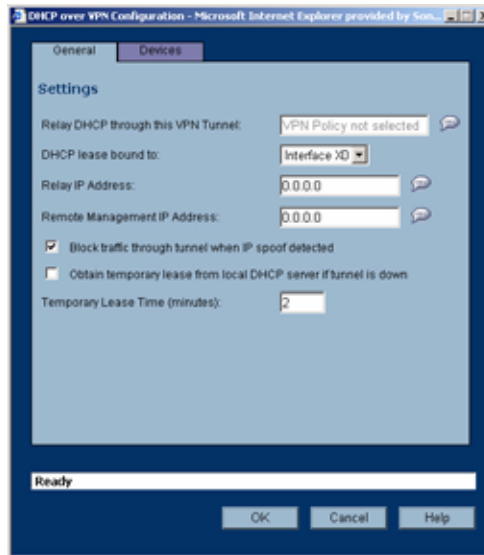 DHCP over VPN Configuration - Microsoft Internet Explorer provided by Son...
General Devices
Settings
Relay DHCP through this VPN Tunnel: VPN Policy not selected
DHCP lease bound to: Interface X0
Relay IP Address: 0.0.0.0
Remote Management IP Address: 0.0.0.0
Block traffic through tunnel when IP spoof detected
Obtain temporary lease from local DHCP server if tunnel is down
Temporary Lease Time (minutes): 2
Ready
OK Cancel Help